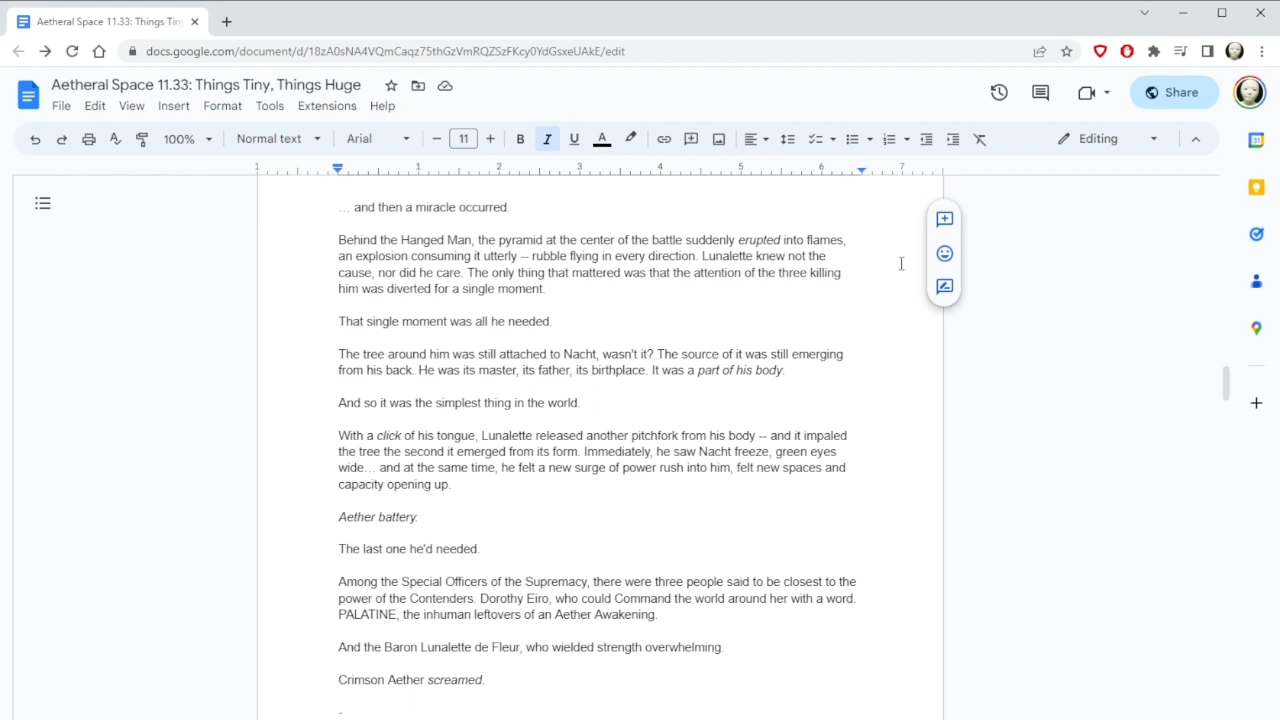 Aetheral Space 11.33: Things Tin
docs.google.com/document/d/18zA0sNA4VQmCaqz75thGzVmRQZSzFKcy0YdGsxeUAkE/edit
Aetheral Space 11.33: Things Tiny, Things Huge
Share
File Edit View Insert Format Tools Extensions Help
100% Normal text Arial 11 B I U A Editing
1 1 2 3 4 5 6 7
… and then a miracle occurred.
Behind the Hanged Man, the pyramid at the center of the battle suddenly erupted into flames,
an explosion consuming it utterly -- rubble flying in every direction. Lunalette knew not the
cause, nor did he care. The only thing that mattered was that the attention of the three killing
him was diverted for a single moment.
That single moment was all he needed.
The tree around him was still attached to Nacht, wasn't it? The source of it was still emerging
from his back. He was its master, its father, its birthplace. It was a part of his body.
And so it was the simplest thing in the world.
With a click of his tongue, Lunalette released another pitchfork from his body -- and it impaled
the tree the second it emerged from its form. Immediately, he saw Nacht freeze, green eyes
wide… and at the same time, he felt a new surge of power rush into him, felt new spaces and
capacity opening up.
Aether battery.
The last one he'd needed.
Among the Special Officers of the Supremacy, there were three people said to be closest to the
power of the Contenders. Dorothy Eiro, who could Command the world around her with a word.
PALATINE, the inhuman leftovers of an Aether Awakening.
And the Baron Lunalette de Fleur, who wielded strength overwhelming.
Crimson Aether screamed.
-